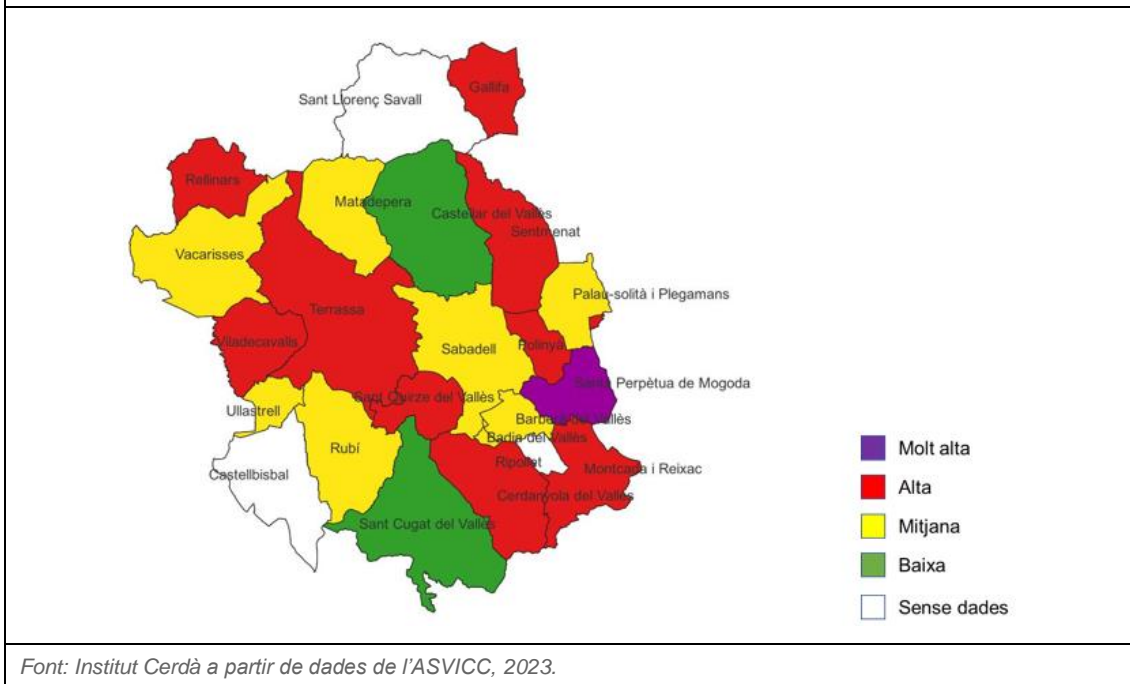 Gallifa
Sant Llorenç Savall
Rellinars
Matadepera
Castellar del Vallès
Sentmenat
Vacarisses
Palau-solità i Plegamans
Terrassa
Viladecavalls
Sabadell
Polinyà
Santa Perpètua de Mogoda
Sant Quirze del Vallès
Ullastrell
Barberà del Vallès
Badia del Vallès
Rubí
Ripollet
Castellbisbal
Montcada i Reixac
Cerdanyola del Vallès
Sant Cugat del Vallès
Molt alta
Alta
Mitjana
Baixa
Sense dades
Font: Institut Cerdà a partir de dades de l’ASVICC, 2023.